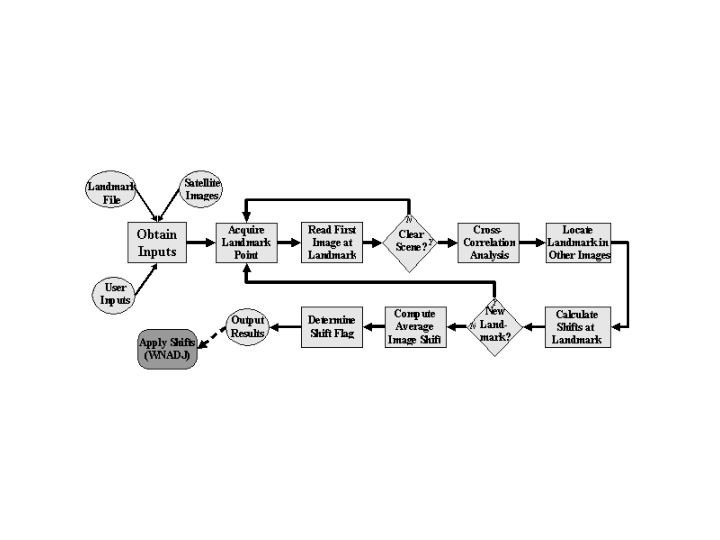 Landmark
File
Satellite
Images
Obtain
Inputs
User
Inputs
Acquire
Landmark
Point
Read First
Image at
Landmark
N
Clear
Scene?
Y
Cross-
Correlation
Analysis
Locate
Landmark in
Other Images
Calculate
Shifts at
Landmark
Y
New
Land-
mark?
N
Compute
Average
Image Shift
Determine
Shift Flag
Output
Results
Apply Shifts
(WNADJ)